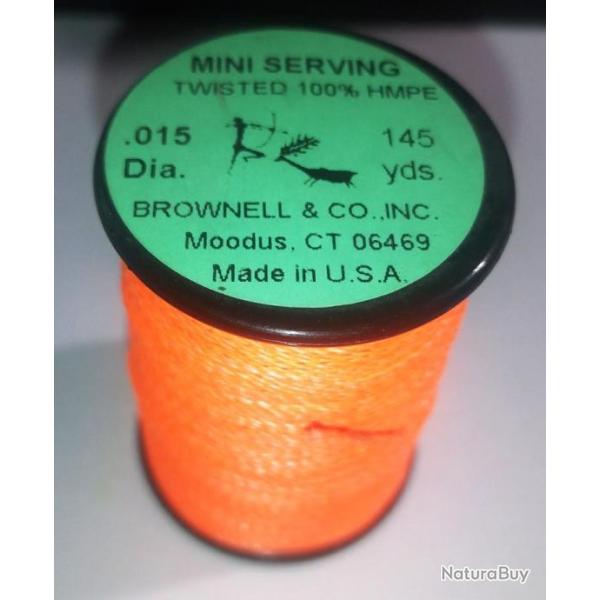 MINI SERVING
TWISTED 100% HMPE
.015 145
Dia. yds.
BROWNELL & CO.,INC.
Moodus, CT 06469
Made in U.S.A.
NaturaBuy